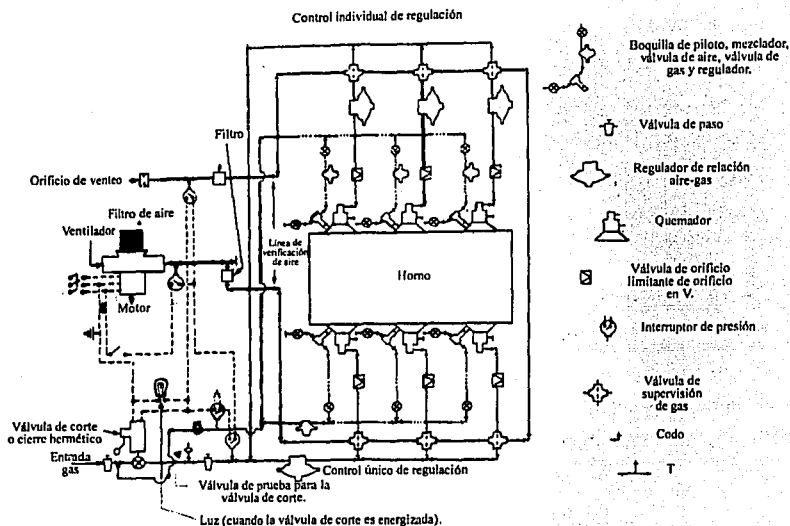 Control individual de regulación
Filtro
Orificio de venteo
Filtro de aire
Ventilador
Línea de
verificación
de aire
Horno
Motor
Válvula de corte
o cierre hermético
Entrada
gas
Control único de regulación
Válvula de prueba para la
válvula de corte.
Luz (cuando la válvula de corte es energizada).
Boquilla de piloto, mezclador,
válvula de aire, válvula de
gas y regulador.
Válvula de paso
Regulador de relación
aire-gas
Quemador
Válvula de orificio
limitante de orificio
en V.
Interruptor de presión
Válvula de
supervisión
de gas
Codo
T